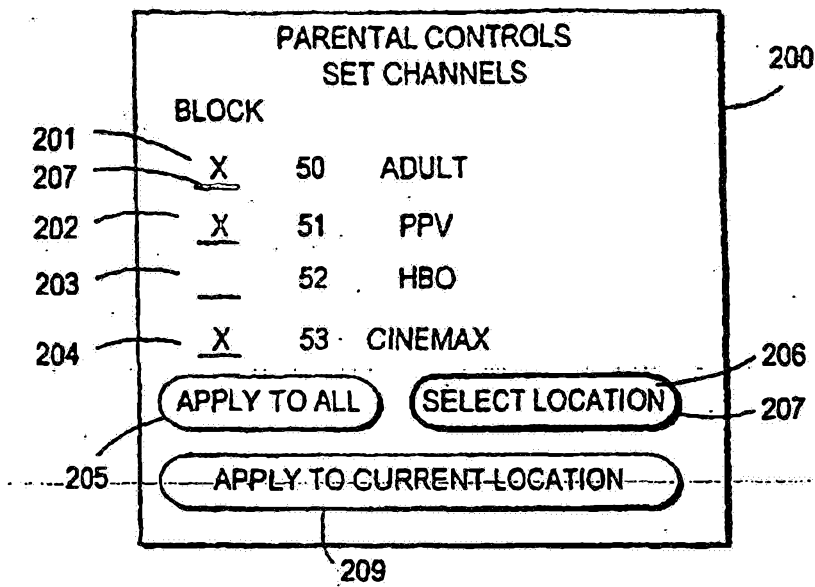 PARENTAL CONTROLS
SET CHANNELS
200
BLOCK
201
X 50 ADULT
207
202 X 51 PPV
203 52 HBO
204 X 53 CINEMAX
206
APPLY TO ALL SELECT LOCATION 207
205 APPLY TO CURRENT LOCATION
209